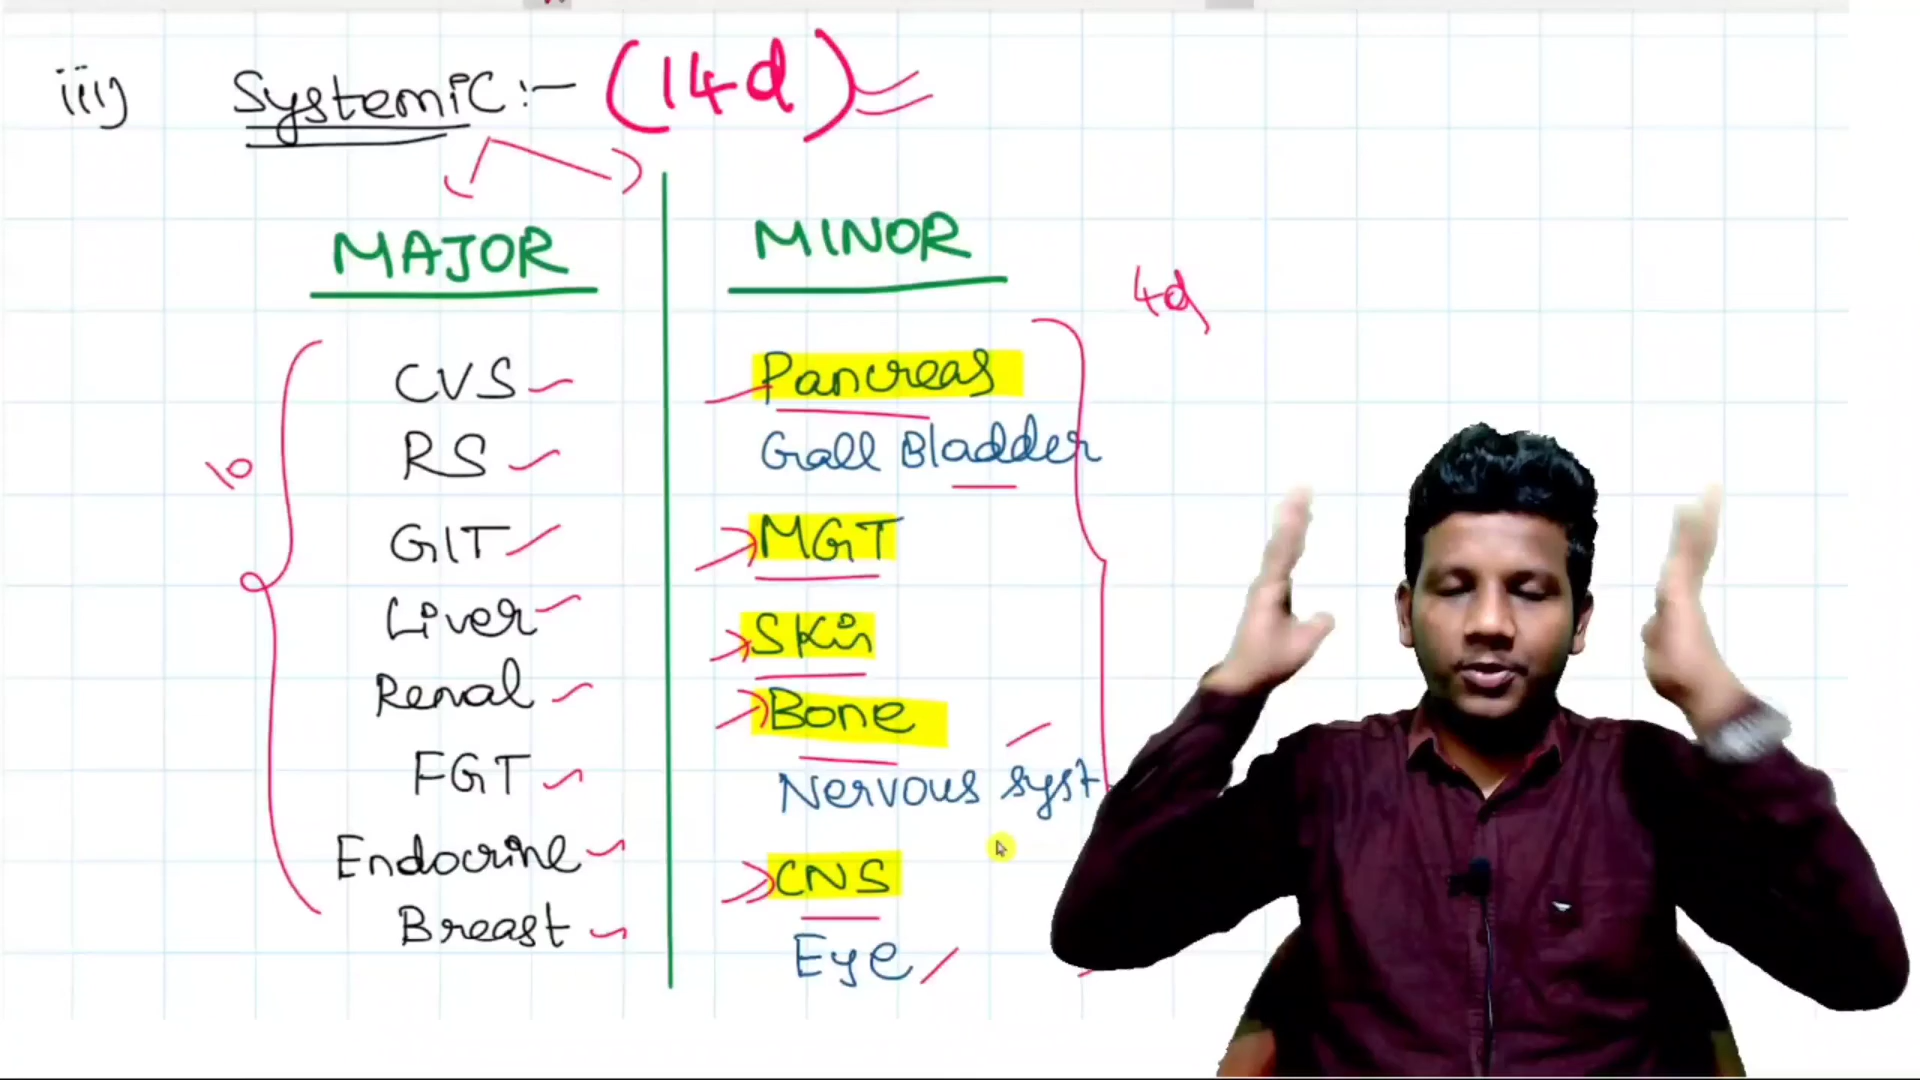 iii) Systemic :- (14d)
MAJOR
MINOR
4d
10
CVS
RS
GIT
Liver
Renal
FGT
Endocrine
Breast
Pancreas
Gall Bladder
MGT
Skin
Bone
Nervous syst
CNS
Eye